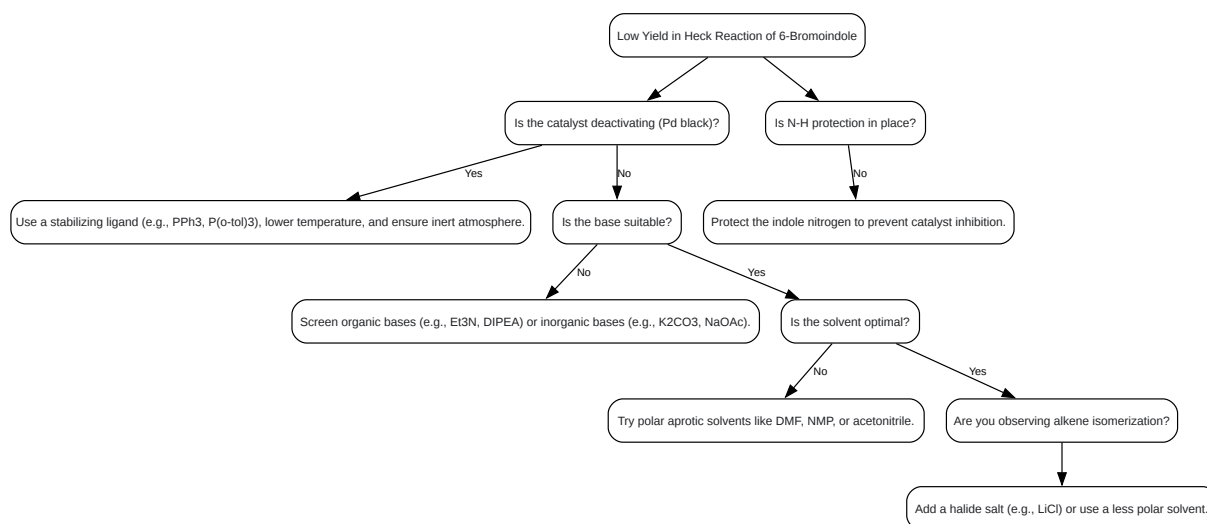 Low Yield in Heck Reaction of 6-Bromoindole
Is the catalyst deactivating (Pd black)?
Is N-H protection in place?
Yes
No
No
Use a stabilizing ligand (e.g., PPh3, P(o-tol)3), lower temperature, and ensure inert atmosphere.
Is the base suitable?
Protect the indole nitrogen to prevent catalyst inhibition.
No
Yes
Screen organic bases (e.g., Et3N, DIPEA) or inorganic bases (e.g., K2CO3, NaOAc).
Is the solvent optimal?
No
Yes
Try polar aprotic solvents like DMF, NMP, or acetonitrile.
Are you observing alkene isomerization?
Add a halide salt (e.g., LiCl) or use a less polar solvent.